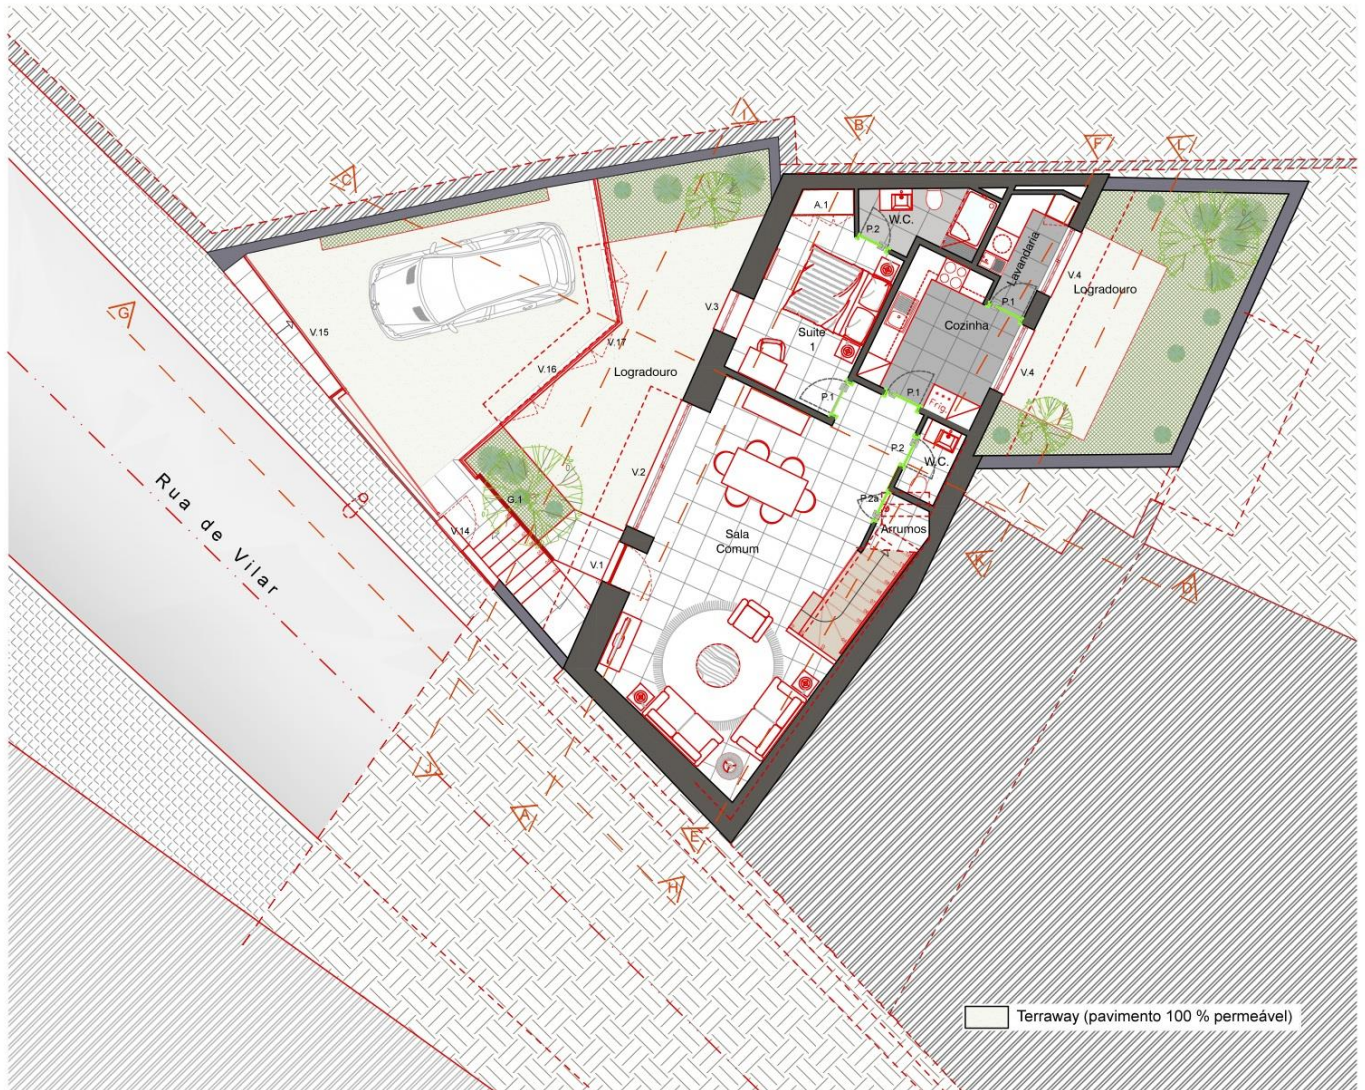 I
B
F
L
C
A.1
W.C.
P.2
Lavandaria
V.4
Logradouro
G
V.3
P.1
V.15
Suite
1
Cozinha
V.17
V.16
Logradouro
V.4
P.1
P.1
Frig.
P.2
W.C.
V.2
G.1
P.2a
Rua de Vilar
V.14
Sala
Comum
Arrumos
V.1
K
D
J
A
E
H
Terraway (pavimento 100 % permeável)